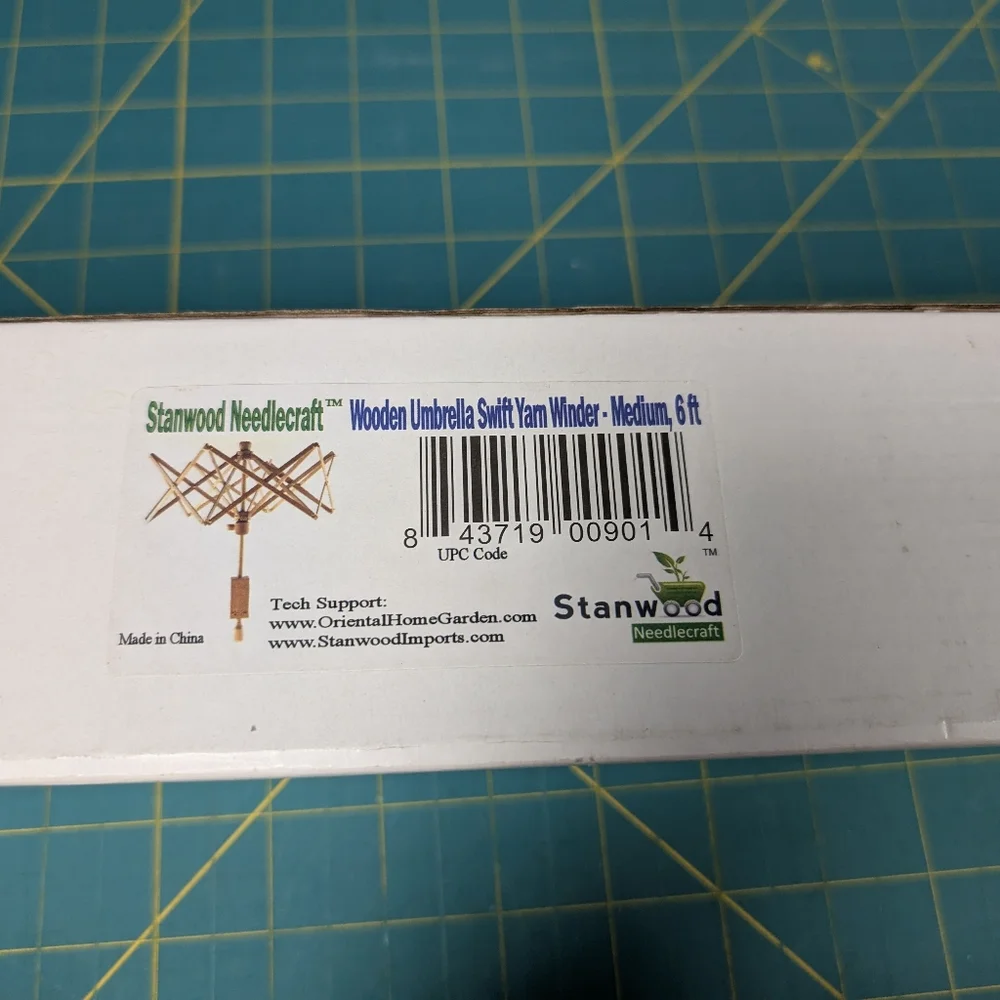 Stanwood Needlecraft™ Wooden Umbrella Swift Yarn Winder - Medium, 6 ft
8 43719 00901 4
UPC Code
™
Tech Support:
www.OrientalHomeGarden.com
www.StanwoodImports.com
Made in China
Stanwood
Needlecraft